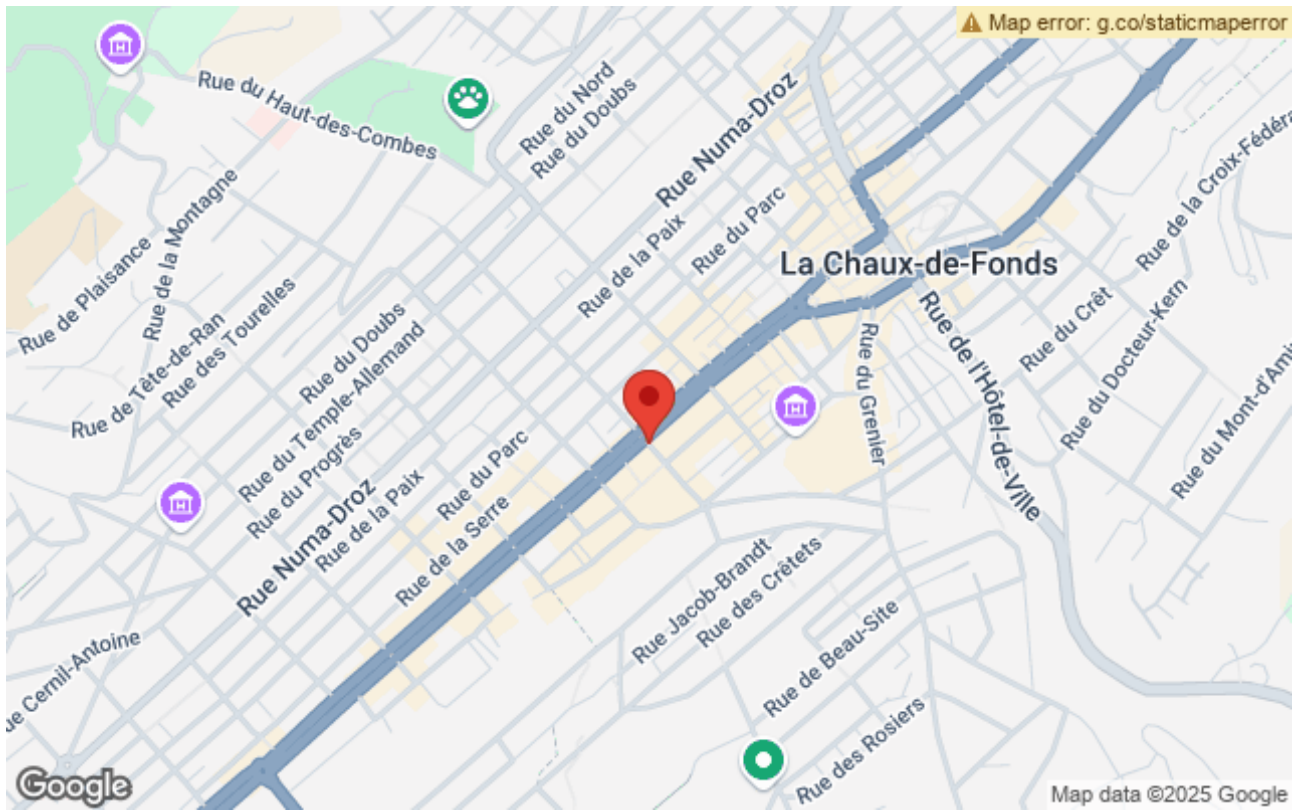 Map error: g.co/staticmaperror
Rue du Haut-des-Combes
Rue du Nord
Rue du Doubs
Rue Numa-Droz
Rue de la Paix
Rue du Parc
Rue de la Croix-Fédéra
La Chaux-de-Fonds
Rue de Plaisance
Rue de la Montagne
Rue de Tête-de-Ran
Rue des Tourelles
Rue du Doubs
Rue du Temple-Allemand
Rue du Progrès
Rue Numa-Droz
Rue de la Paix
Rue du Parc
Rue de la Serre
Rue du Grenier
Rue de l'Hôtel-de-Ville
Rue du Crêt
Rue du Docteur-Kern
Rue du Mont-d'Ami
Rue Jacob-Brandt
Rue des Crêtets
Rue de Beau-Site
Rue des Rosiers
ue Cernil-Antoine
Google
Map data ©2025 Google